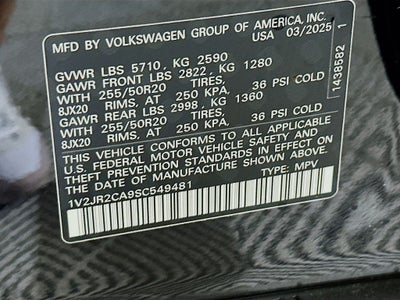 MFD BY VOLKSWAGEN GROUP OF AMERICA, INC.
USA 03/2025
GVWR LBS 5710, KG 2590
GAWR FRONT LBS 2822, KG 1280
WITH 255/50R20 TIRES,
8JX20 RIMS, AT 250 KPA, 36 PSI COLD
GAWR REAR LBS 2998, KG 1360
WITH 255/50R20 TIRES,
8JX20 RIMS, AT 250 KPA, 36 PSI COLD
THIS VEHICLE CONFORMS TO ALL APPLICABLE
U.S. FEDERAL MOTOR VEHICLE SAFETY AND
THEFT PREVENTION STANDARDS IN EFFECT ON
THE DATE OF MANUFACTURE SHOWN ABOVE.
1V2JR2CA9SC549481 TYPE: MPV
1438582 1